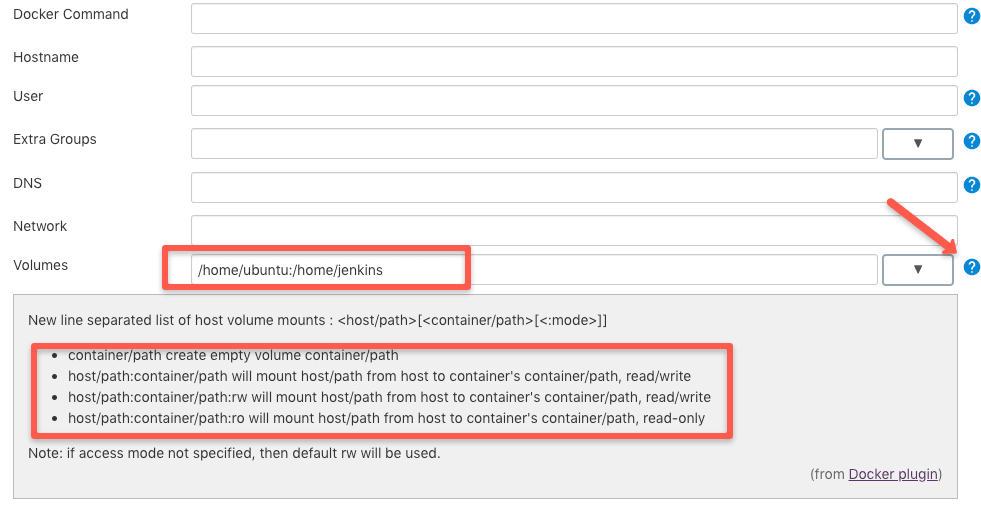 Docker Command
Hostname
User
Extra Groups
DNS
Network
Volumes
/home/ubuntu:/home/jenkins
New line separated list of host volume mounts : <host/path>[<container/path>[<:mode>]]
• container/path create empty volume container/path
• host/path:container/path will mount host/path from host to container's container/path, read/write
• host/path:container/path:rw will mount host/path from host to container's container/path, read/write
• host/path:container/path:ro will mount host/path from host to container's container/path, read-only
Note: if access mode not specified, then default rw will be used.
(from Docker plugin)